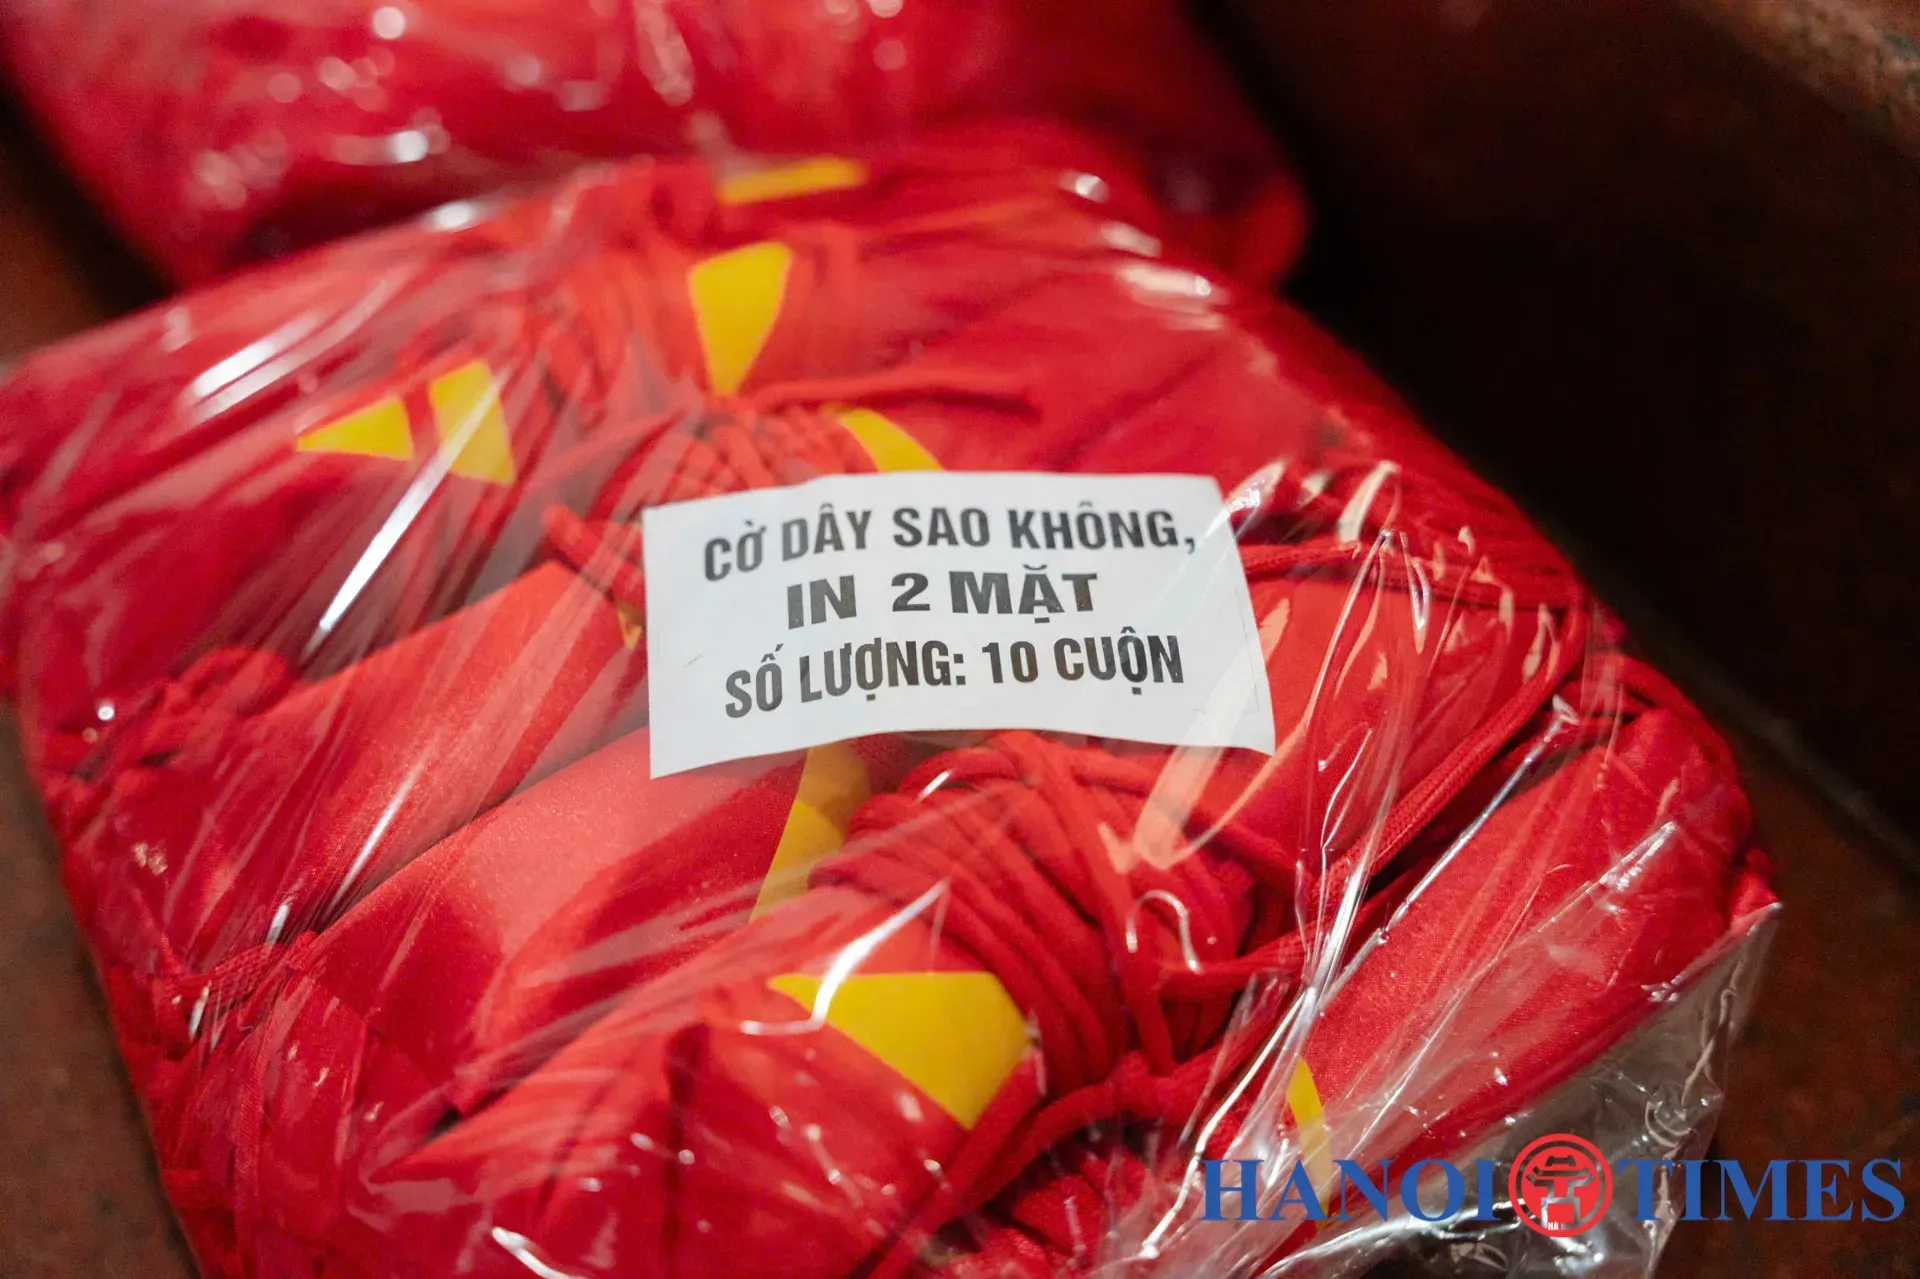 CỜ DÂY SAO KHÔNG,
IN 2 MẶT
SỐ LƯỢNG: 10 CUỘN
HANOI TIMES